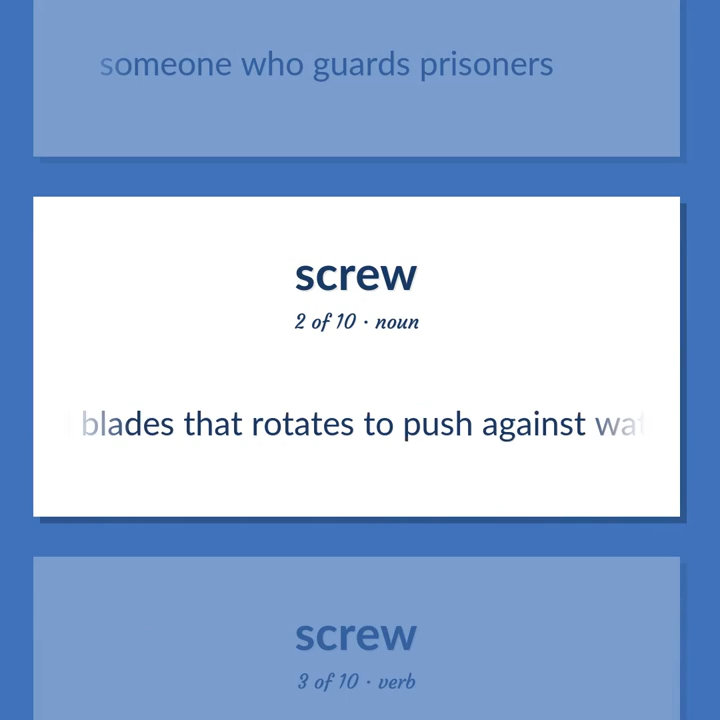 someone who guards prisoners
screw
2 of 10 · noun
blades that rotates to push against
screw
3 of 10 · verb